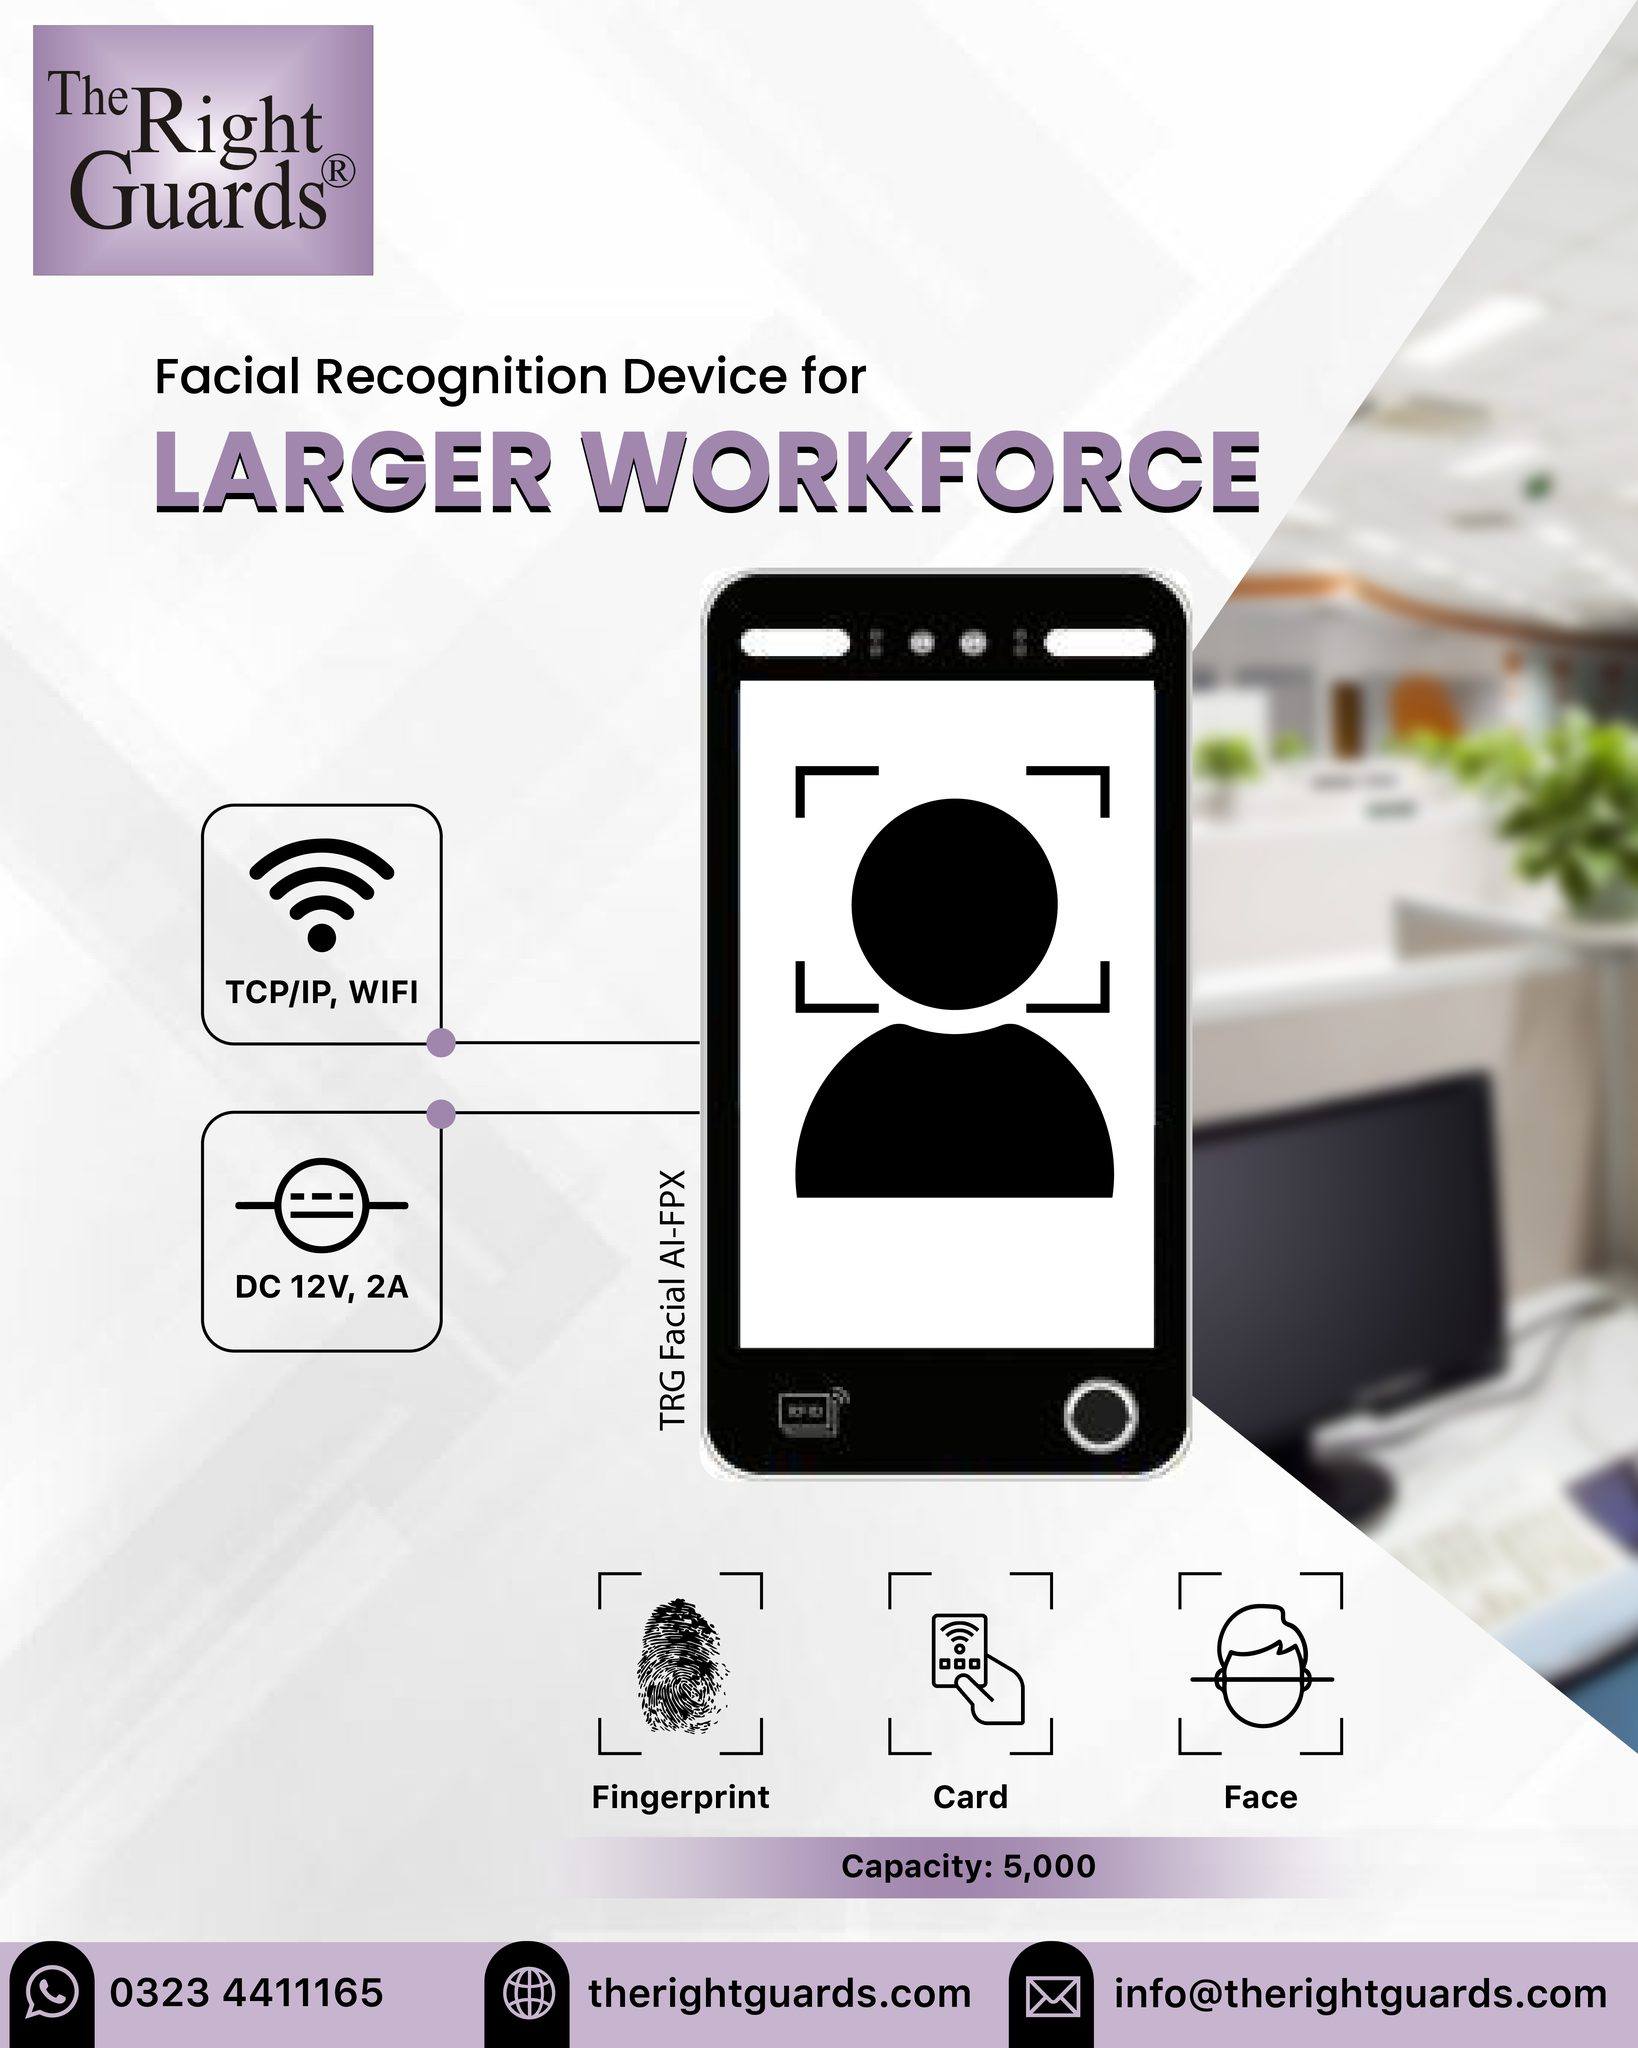 The Right
Guards®
Facial Recognition Device for
LARGER WORKFORCE
TCP/IP, WIFI
DC 12V, 2A
TRG Facial AI-FPX
RFID
Fingerprint
Card
Face
Capacity: 5,000
0323 4411165
therightguards.com
info@therightguards.com